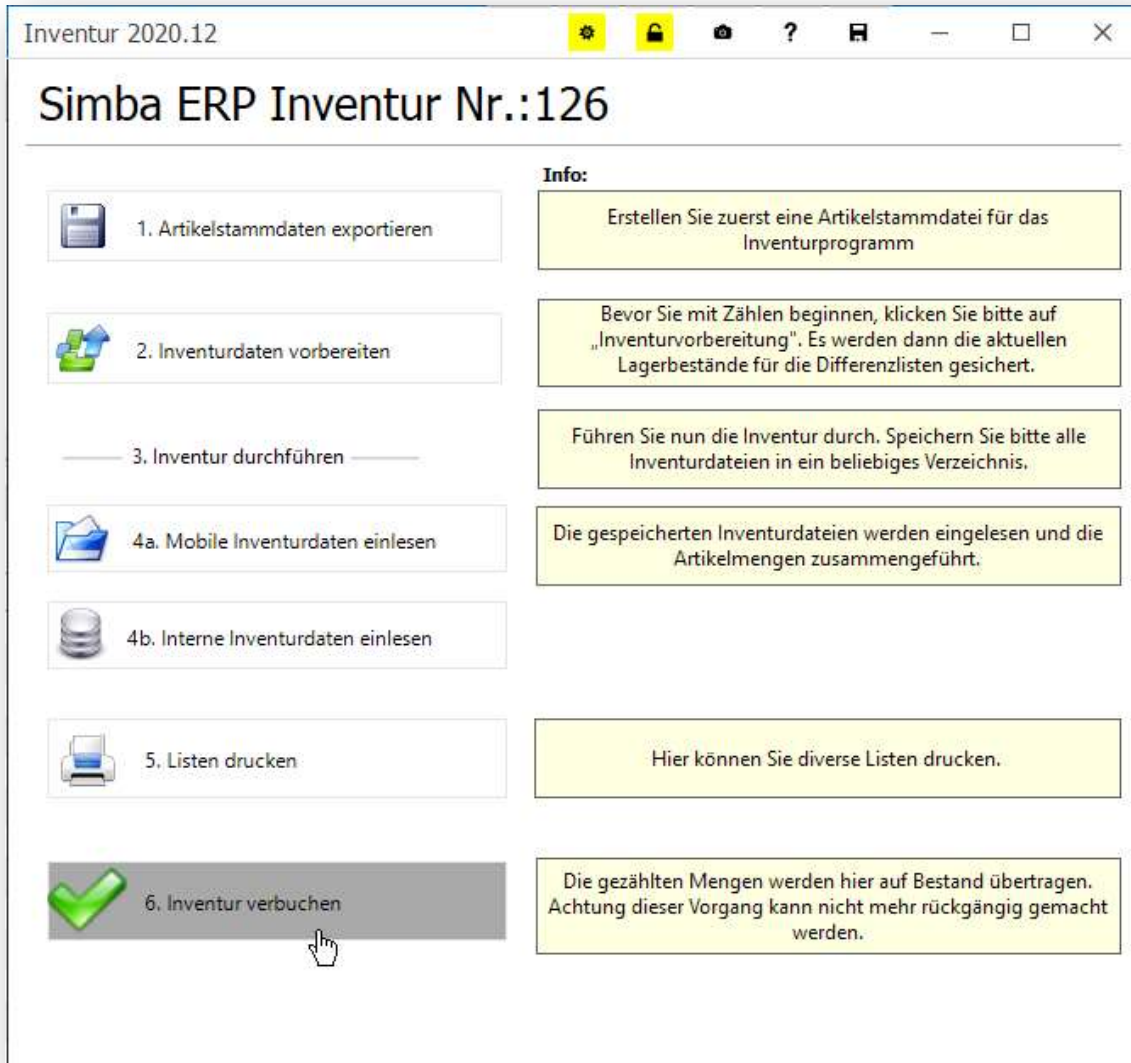 Inventur 2020.12
?
Simba ERP Inventur Nr.:126
Info:
1. Artikelstammdaten exportieren
Erstellen Sie zuerst eine Artikelstammdatei für das
Inventurprogramm
2. Inventurdaten vorbereiten
Bevor Sie mit Zählen beginnen, klicken Sie bitte auf
„Inventurvorbereitung". Es werden dann die aktuellen
Lagerbestände für die Differenzlisten gesichert.
3. Inventur durchführen
Führen Sie nun die Inventur durch. Speichern Sie bitte alle
Inventurdateien in ein beliebiges Verzeichnis.
4a. Mobile Inventurdaten einlesen
Die gespeicherten Inventurdateien werden eingelesen und die
Artikelmengen zusammengeführt.
4b. Interne Inventurdaten einlesen
5. Listen drucken
Hier können Sie diverse Listen drucken.
6. Inventur verbuchen
Die gezählten Mengen werden hier auf Bestand übertragen.
Achtung dieser Vorgang kann nicht mehr rückgängig gemacht
werden.